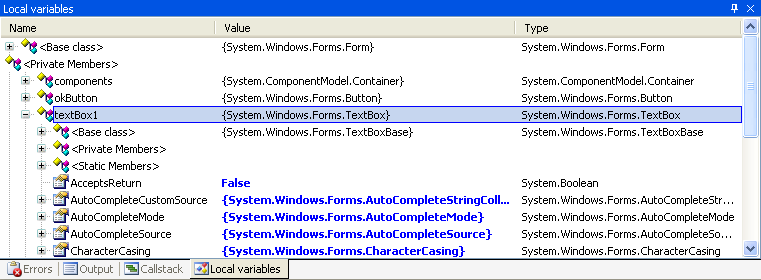 Local variables
Name Value Type
<Base class> {System.Windows.Forms.Form} System.Windows.Forms.Form
<Private Members>
components {System.ComponentModel.Container} System.ComponentModel.Container
okButton {System.Windows.Forms.Button} System.Windows.Forms.Button
textBox1 {System.Windows.Forms.TextBox} System.Windows.Forms.TextBox
<Base class> {System.Windows.Forms.TextBoxBase} System.Windows.Forms.TextBoxBase
<Private Members>
<Static Members>
AcceptsReturn False System.Boolean
AutoCompleteCustomSource {System.Windows.Forms.AutoCompleteStringColl... System.Windows.Forms.AutoCompleteStr...
AutoCompleteMode {System.Windows.Forms.AutoCompleteMode} System.Windows.Forms.AutoCompleteMode
AutoCompleteSource {System.Windows.Forms.AutoCompleteSource} System.Windows.Forms.AutoCompleteSo...
CharacterCasing {System.Windows.Forms.CharacterCasing} System.Windows.Forms.CharacterCasing
Errors Output Callstack Local variables